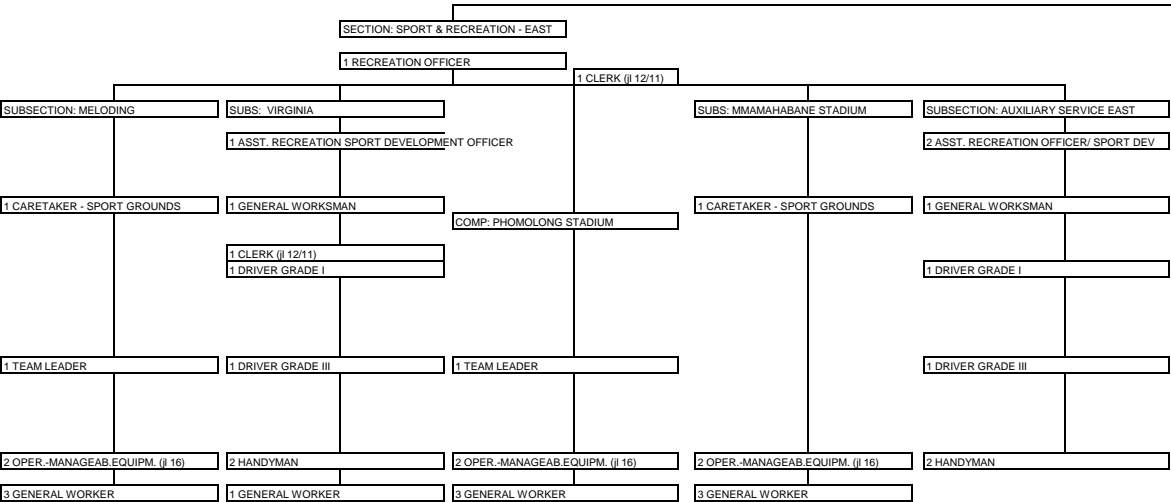 SECTION: SPORT & RECREATION - EAST
1 RECREATION OFFICER
1 CLERK (jl 12/11)
SUBSECTION: MELODING
SUBS: VIRGINIA
SUBS: MMAMAHABANE STADIUM
SUBSECTION: AUXILIARY SERVICE EAST
1 ASST. RECREATION SPORT DEVELOPMENT OFFICER
2 ASST. RECREATION OFFICER/ SPORT DEV
1 CARETAKER - SPORT GROUNDS
1 GENERAL WORKSMAN
1 CARETAKER - SPORT GROUNDS
1 GENERAL WORKSMAN
COMP: PHOMOLONG STADIUM
1 CLERK (jl 12/11)
1 DRIVER GRADE I
1 DRIVER GRADE I
1 TEAM LEADER
1 DRIVER GRADE III
1 TEAM LEADER
1 DRIVER GRADE III
2 OPER.-MANAGEAB.EQUIPM. (jl 16)
2 HANDYMAN
2 OPER.-MANAGEAB.EQUIPM. (jl 16)
2 OPER.-MANAGEAB.EQUIPM. (jl 16)
2 HANDYMAN
3 GENERAL WORKER
1 GENERAL WORKER
3 GENERAL WORKER
3 GENERAL WORKER